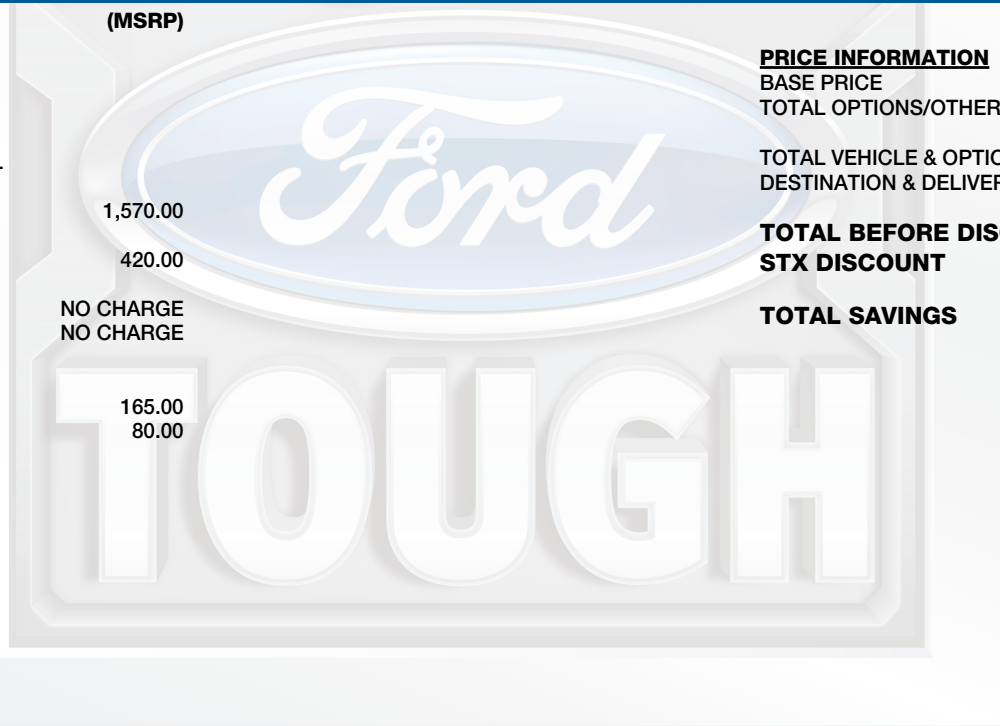 (MSRP)
1,570.00
420.00
NO CHARGE
NO CHARGE
165.00
80.00
PRICE INFORMATION
BASE PRICE
TOTAL OPTIONS/OTHER
TOTAL VEHICLE & OPTIO
DESTINATION & DELIVER
TOTAL BEFORE DISC
STX DISCOUNT
TOTAL SAVINGS
Ford
TOUGH